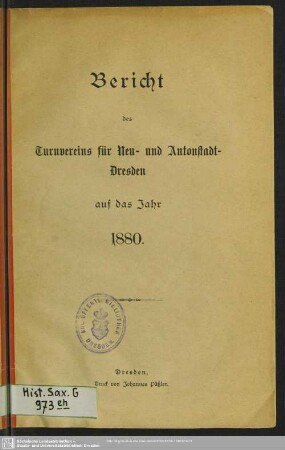 Bericht
des
Turnvereins für Neu- und Antonstadt-
Dresden
auf das Jahr
1880.
Dresden,
Druck von Johannes Päßler.
Hist. Sax. G
973 eh